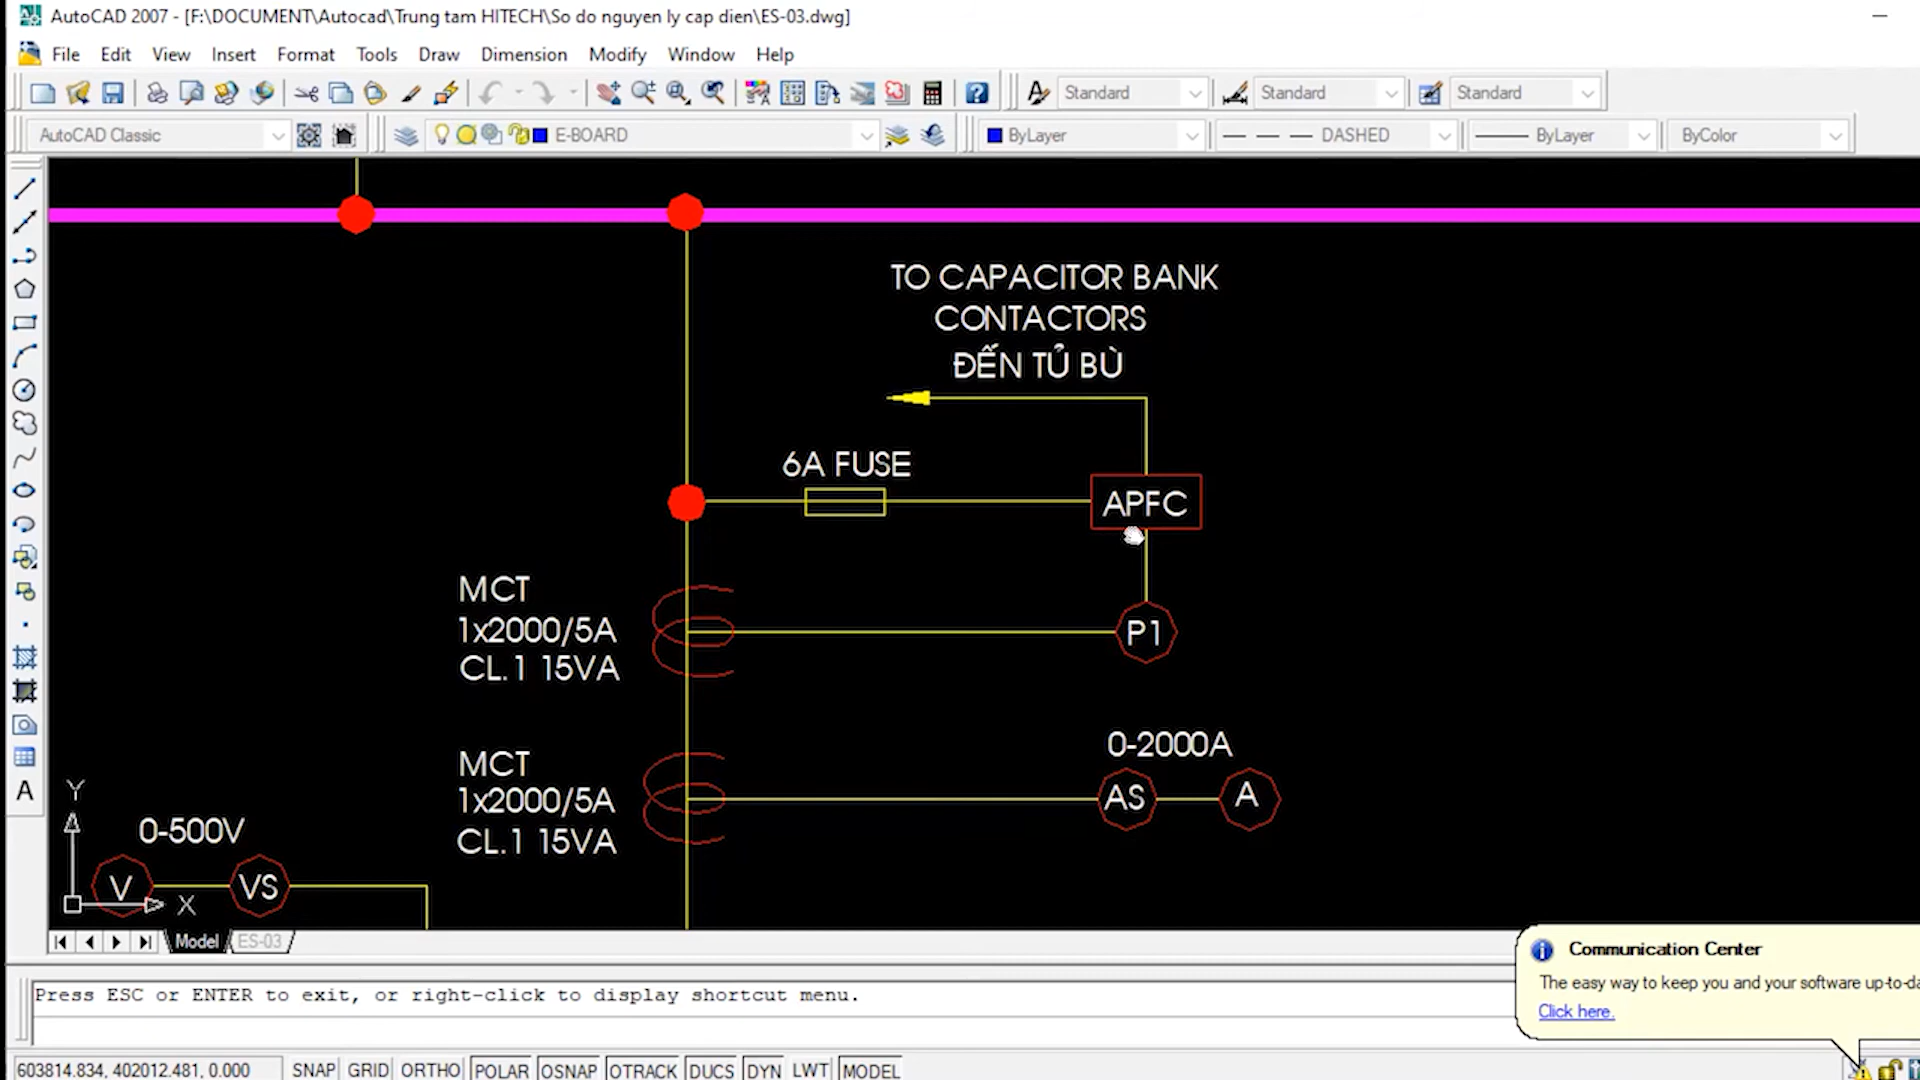 AutoCAD 2007 - [F:\DOCUMENT\Autocad\Trung tam HITECH\So do nguyen ly cap dien\ES-03.dwg]
File Edit View Insert Format Tools Draw Dimension Modify Window Help
Standard Standard Standard
AutoCAD Classic E-BOARD ByLayer DASHED ByLayer ByColor
TO CAPACITOR BANK
CONTACTORS
ĐẾN TỦ BÙ
6A FUSE
APFC
MCT
1x2000/5A
CL.1 15VA
P1
MCT
1x2000/5A
CL.1 15VA
0-2000A
AS A
0-500V
V VS
Y
X
A
Model ES-03
Press ESC or ENTER to exit, or right-click to display shortcut menu.
Communication Center
The easy way to keep you and your software up-to-da
Click here.
603814.834, 402012.481, 0.000 SNAP GRID ORTHO POLAR OSNAP OTRACK DUCS DYN LWT MODEL